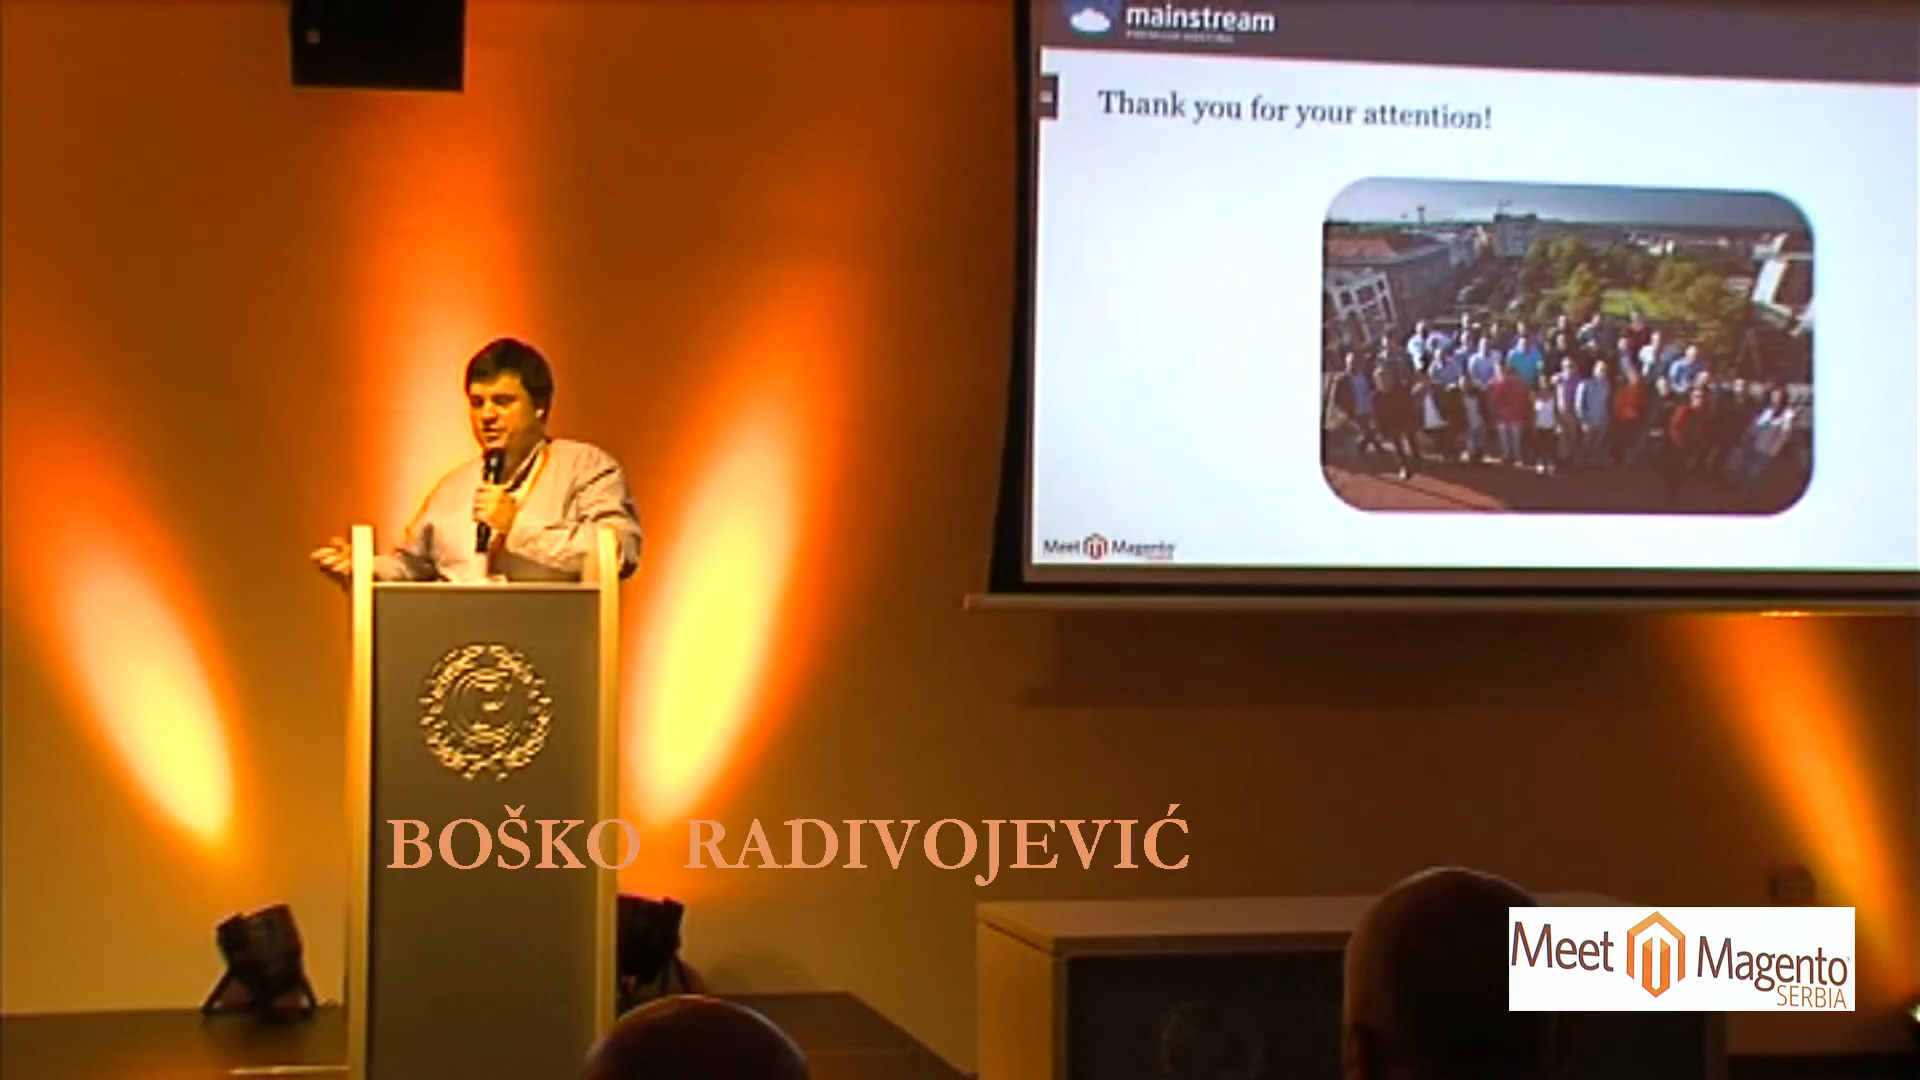 mainstream
Thank you for your attention!
Meet Magento
BOŠKO RADIVOJEVIĆ
Meet Magento
SERBIA